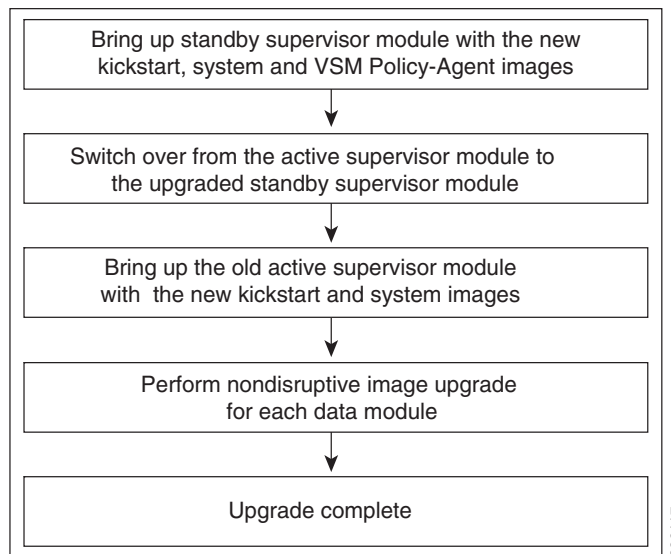 Bring up standby supervisor module with the new
kickstart, system and VSM Policy-Agent images
Switch over from the active supervisor module to
the upgraded standby supervisor module
Bring up the old active supervisor module
with the new kickstart and system images
Perform nondisruptive image upgrade
for each data module
Upgrade complete